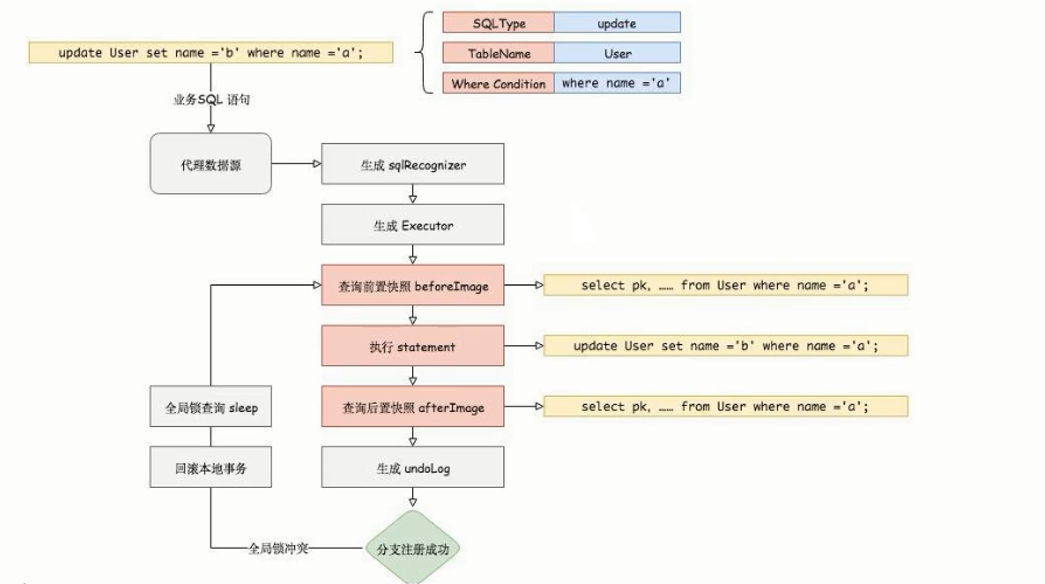 SQLType update
update User set name ='b' where name ='a';
TableName User
Where Condition where name ='a'
业务SQL 语句
代理数据源
生成 sqlRecognizer
生成 Executor
查询前置快照 beforeImage
select pk, …… from User where name ='a';
执行 statement
update User set name ='b' where name ='a';
全局锁查询 sleep
查询后置快照 afterImage
select pk, …… from User where name ='a';
回滚本地事务
生成 undoLog
全局锁冲突
分支注册成功